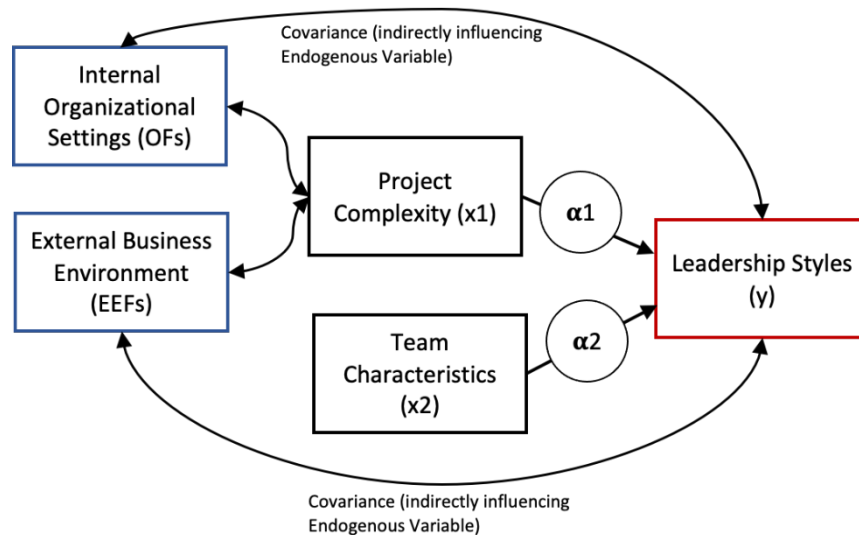 Covariance (indirectly influencing
Endogenous Variable)
Internal
Organizational
Settings (OFs)
Project
Complexity (x1)
α1
External Business
Environment
(EEFs)
Leadership Styles
(y)
Team
Characteristics
(x2)
α2
Covariance (indirectly influencing
Endogenous Variable)